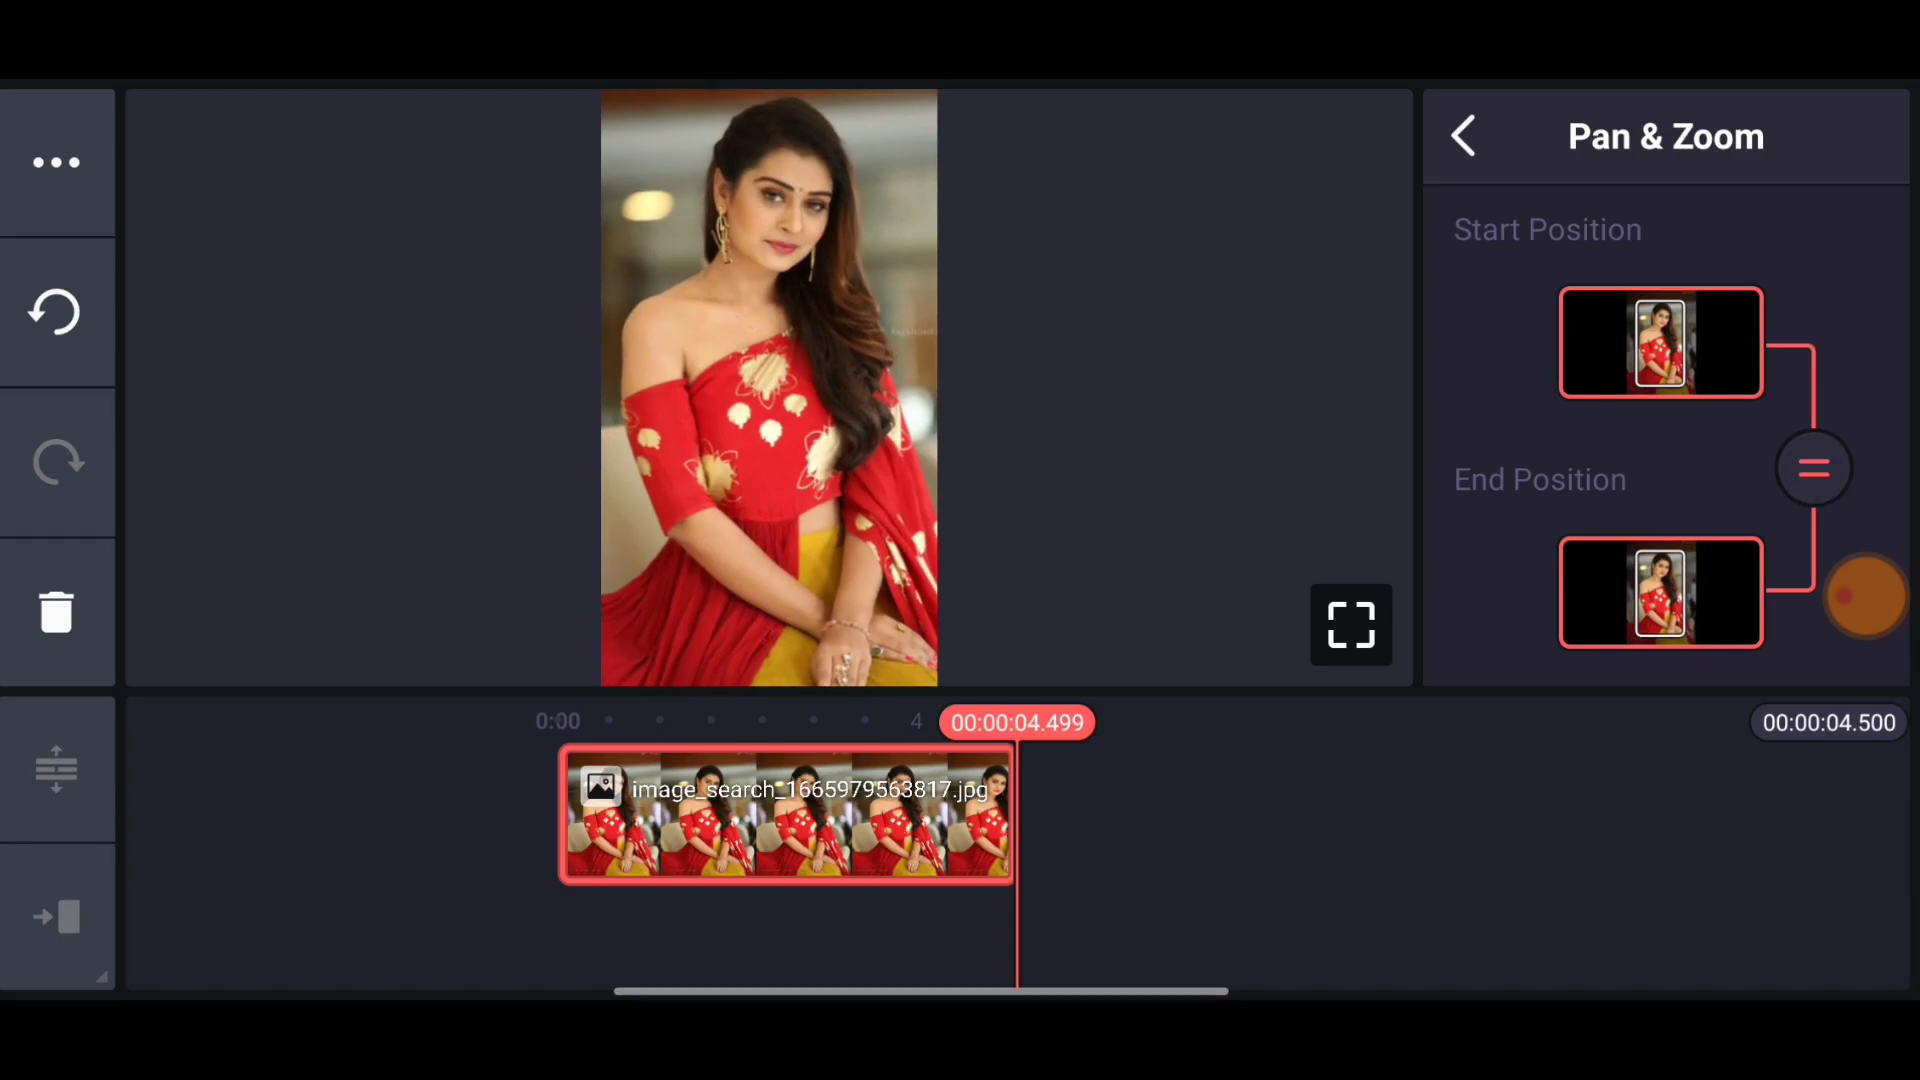 Pan & Zoom
Start Position
End Position
0:00
4
00:00:04.499
00:00:04.500
image_search_1665979563817.jpg